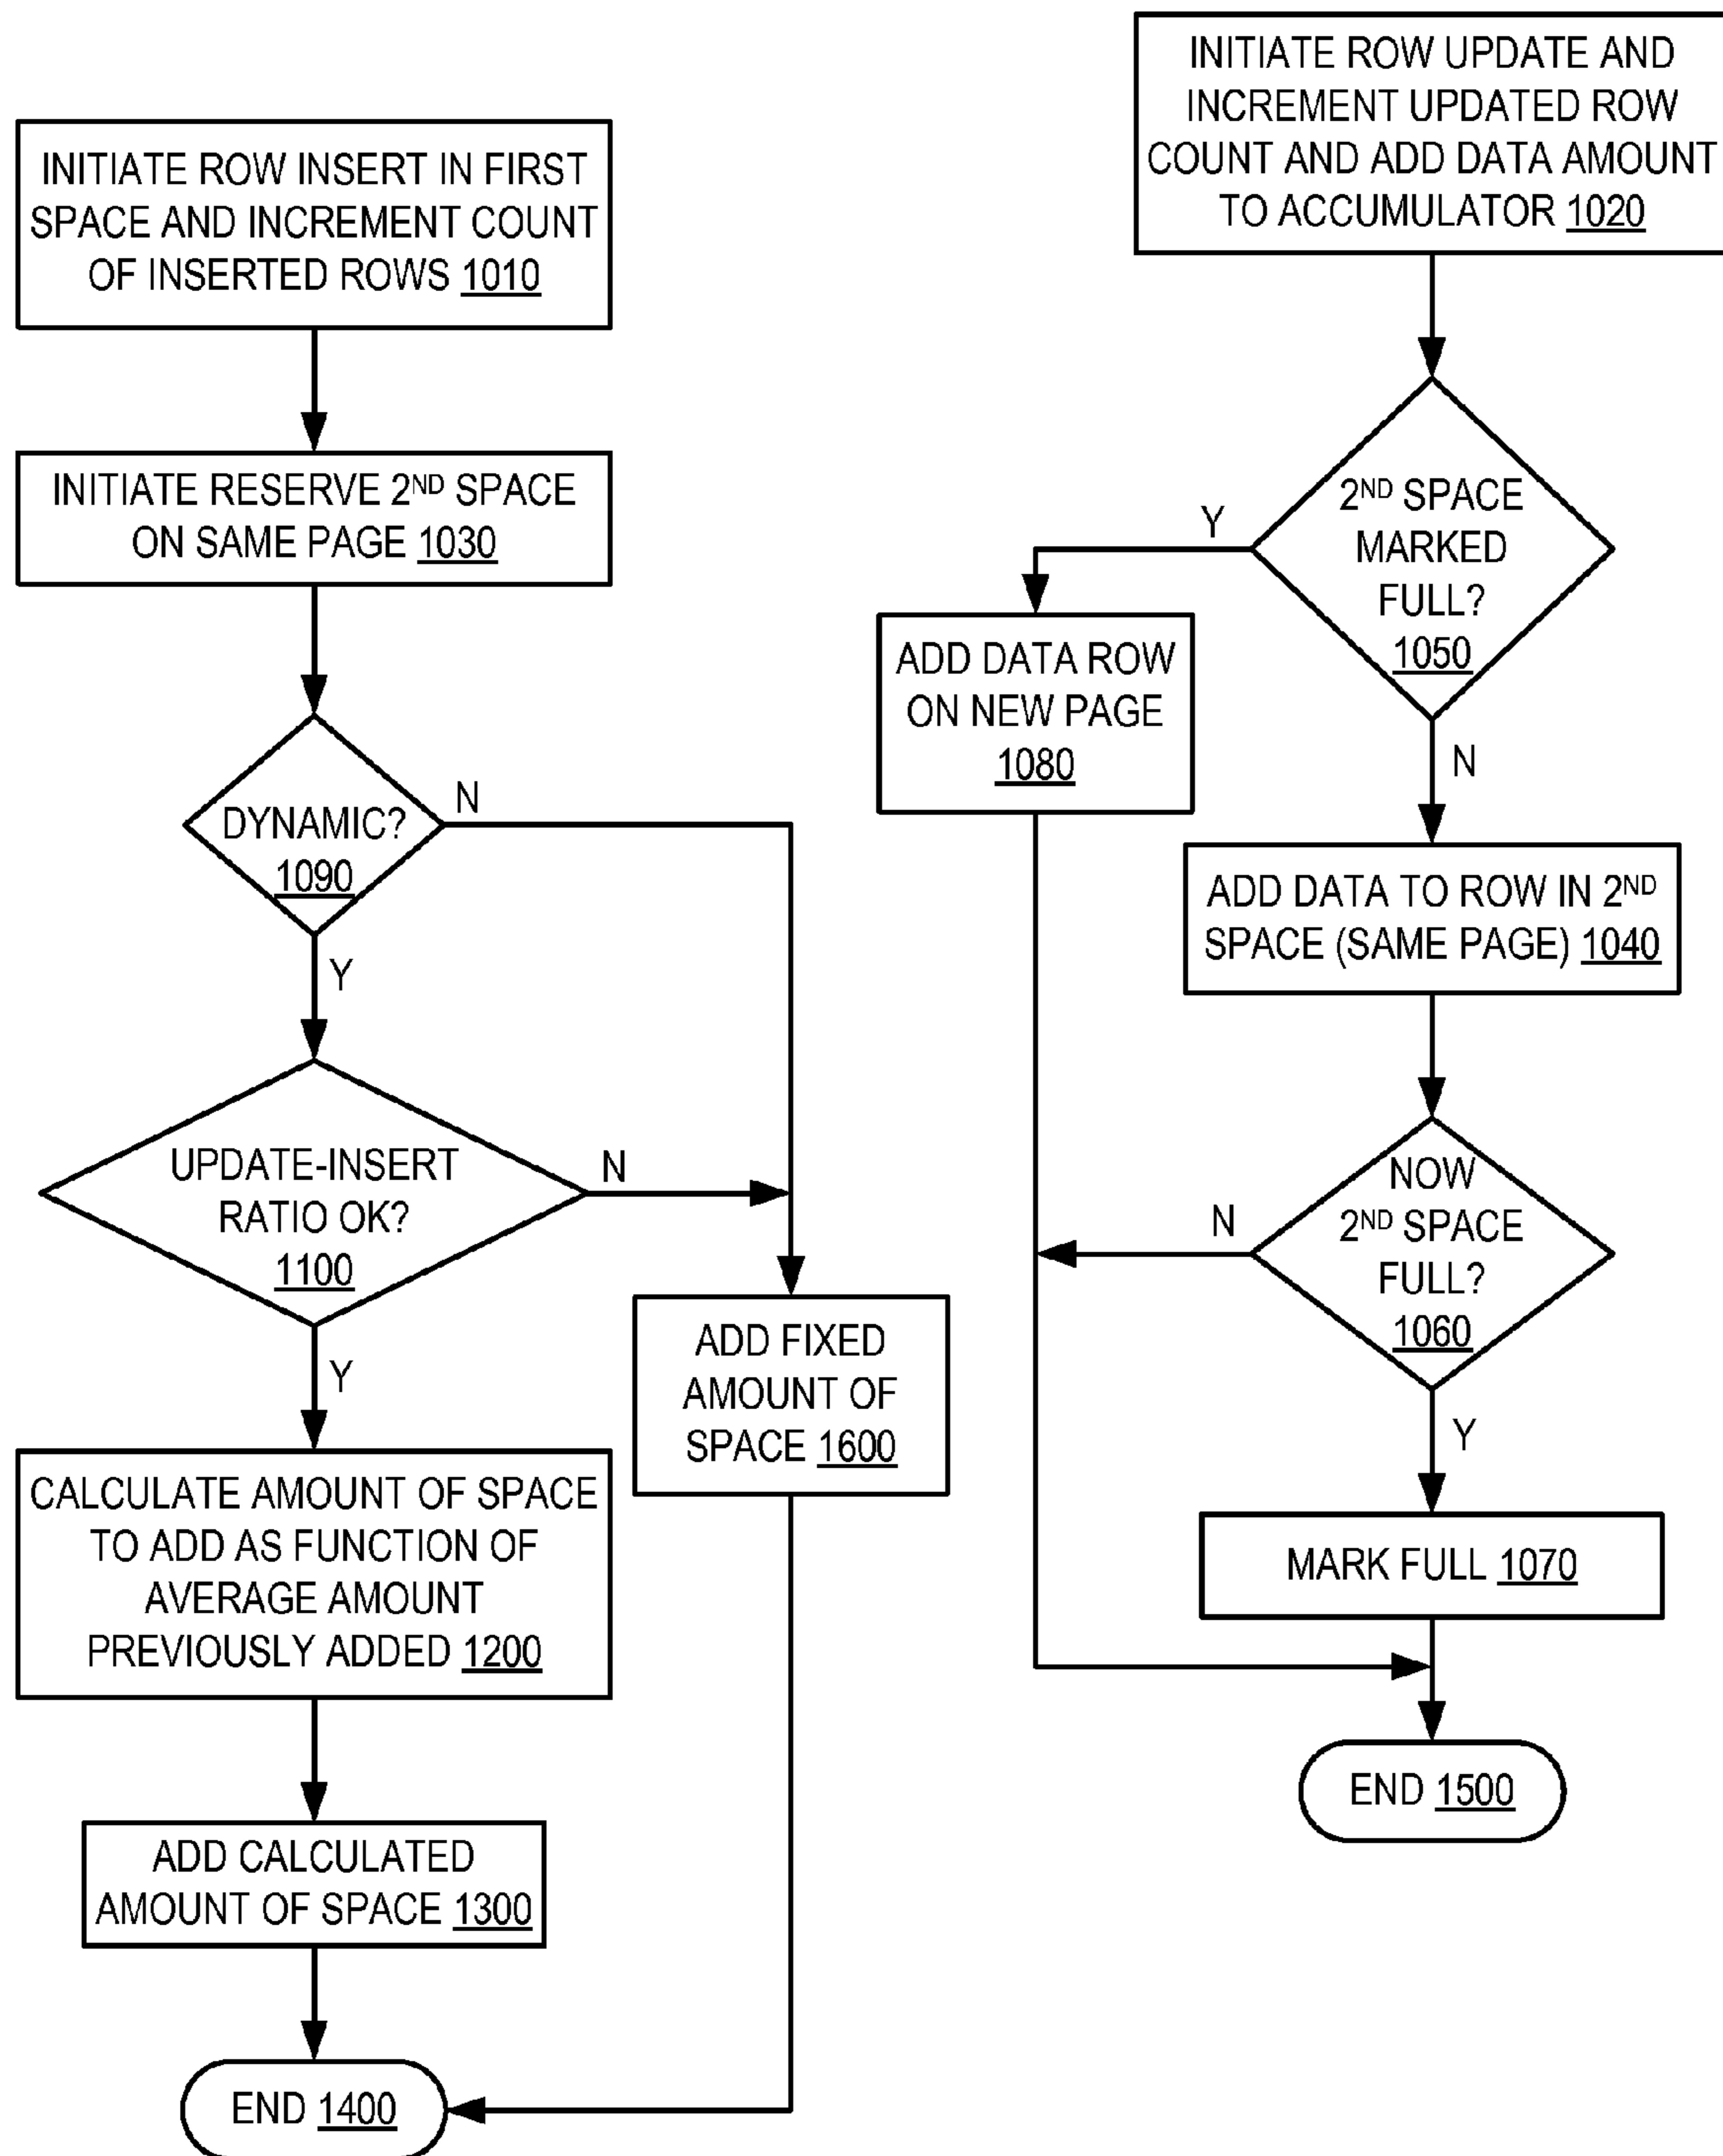 INITIATE ROW INSERT IN FIRST
SPACE AND INCREMENT COUNT
OF INSERTED ROWS 1010
INITIATE RESERVE 2ND SPACE
ON SAME PAGE 1030
DYNAMIC?
1090
N
Y
UPDATE-INSERT
RATIO OK?
1100
N
Y
CALCULATE AMOUNT OF SPACE
TO ADD AS FUNCTION OF
AVERAGE AMOUNT
PREVIOUSLY ADDED 1200
ADD FIXED
AMOUNT OF
SPACE 1600
ADD CALCULATED
AMOUNT OF SPACE 1300
END 1400
INITIATE ROW UPDATE AND
INCREMENT UPDATED ROW
COUNT AND ADD DATA AMOUNT
TO ACCUMULATOR 1020
2ND SPACE
MARKED
FULL?
1050
Y
N
ADD DATA ROW
ON NEW PAGE
1080
ADD DATA TO ROW IN 2ND
SPACE (SAME PAGE) 1040
NOW
2ND SPACE
FULL?
1060
N
Y
MARK FULL 1070
END 1500